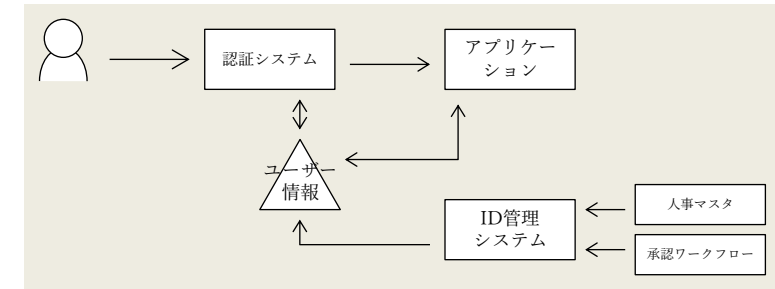 認証システム
アプリケー
ション
ユーザー
情報
ID管理
システム
人事マスタ
承認ワークフロー